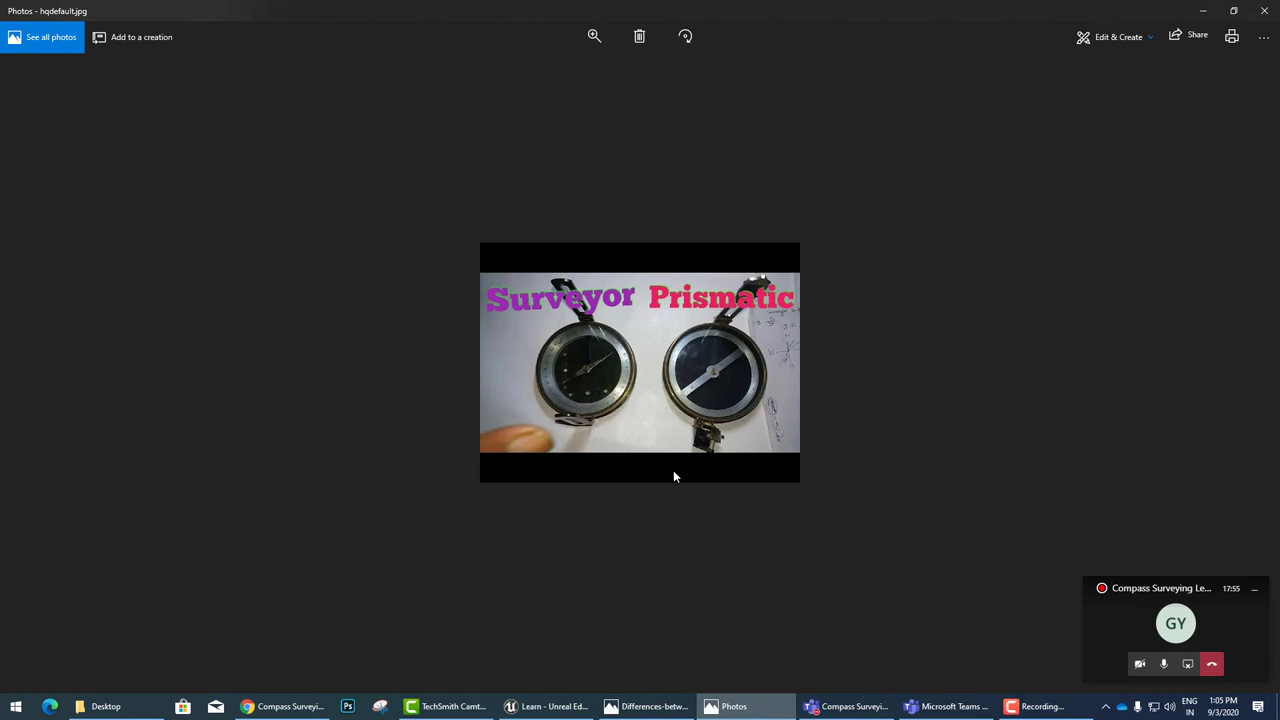 Photos - hqdefault.jpg
See all photos
Add to a creation
Edit & Create
Share
Surveyor Prismatic
Compass Surveying Le...
17:55
GY
Desktop
Compass Surveyi...
Ps
TechSmith Camt...
Learn - Unreal Ed...
Differences-betw...
Photos
Compass Surveyi...
Microsoft Teams ...
Recording...
ENG
IN
1:05 PM
9/3/2020